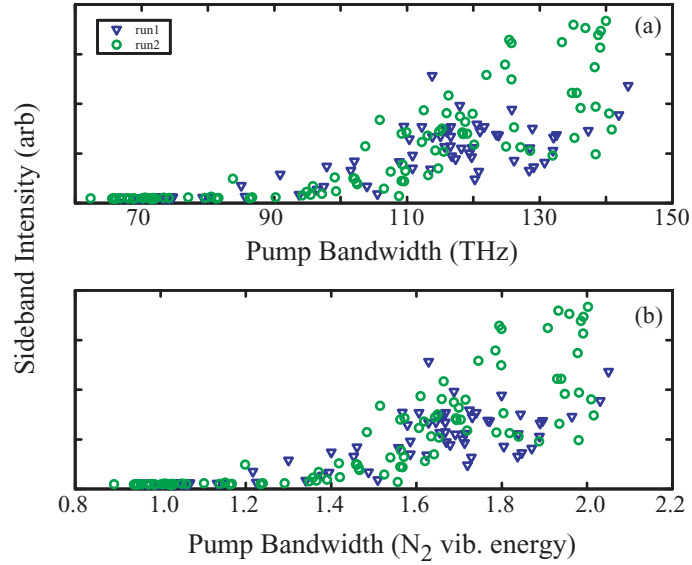 (a)
run1
run2
70 90 110 130 150
Pump Bandwidth (THz)
Sideband Intensity (arb)
(b)
0.8 1.0 1.2 1.4 1.6 1.8 2.0 2.2
Pump Bandwidth (N₂ vib. energy)